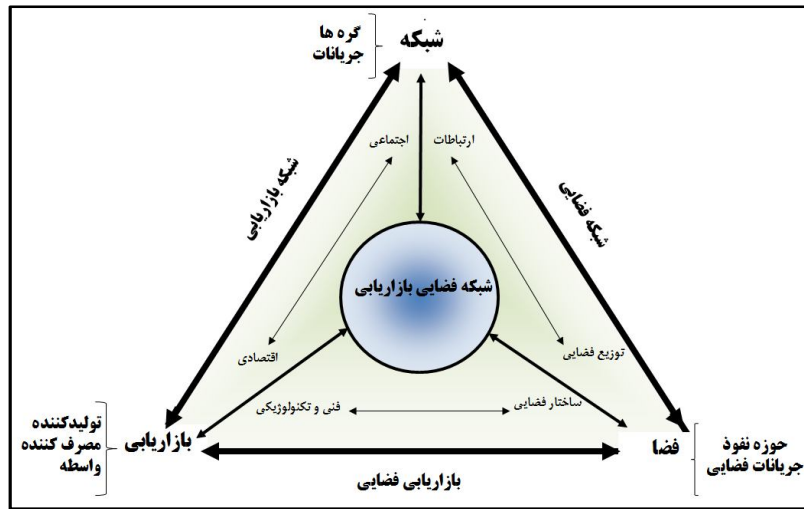 گره ها
جریانات
شبکه
اجتماعی
ارتباطات
شبکه بازاریابی
شبکه فضایی
شبکه فضایی بازاریابی
اقتصادی
توزیع فضایی
فنی و تکنولوژیکی
ساختار فضایی
تولیدکننده
مصرف کننده
واسطه
بازاریابی
فضا
حوزه نفوذ
جریانات فضایی
بازاریابی فضایی